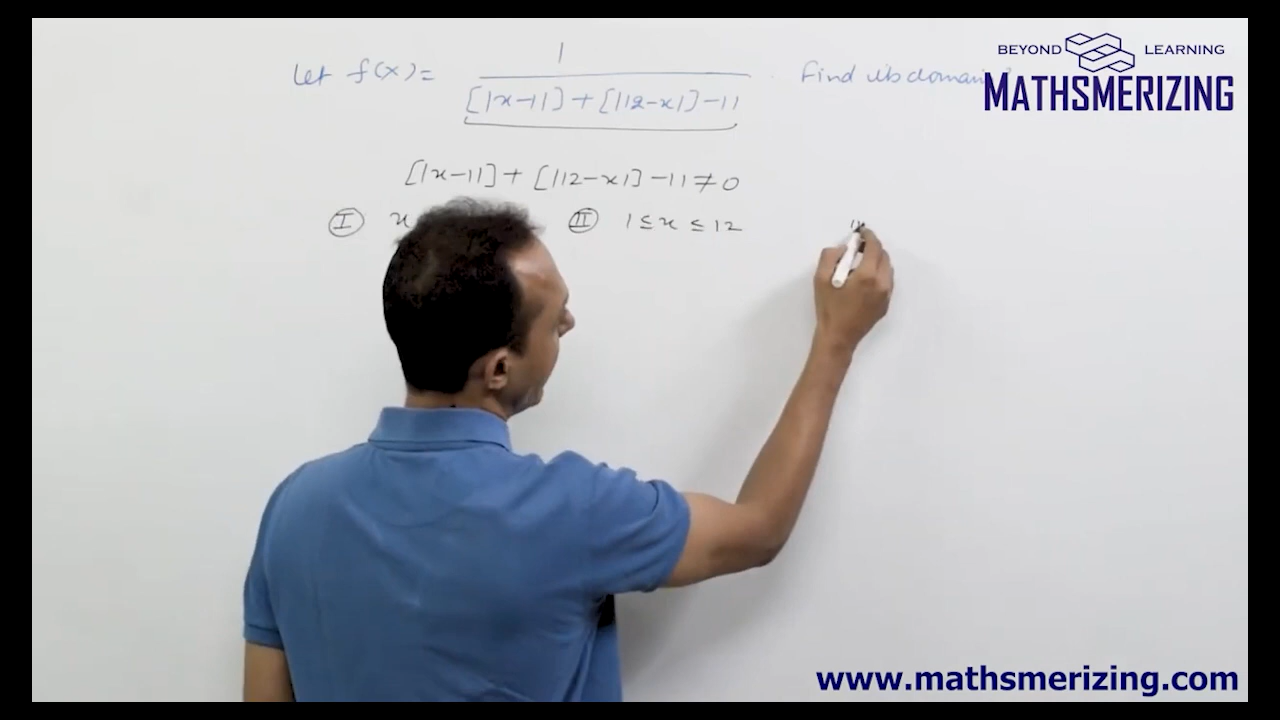 BEYOND LEARNING
MATHSMERIZING
Let f(x) = 1 / ([|x-1|] + [|12-x|] - 11) . Find its domain
[|x-1|] + [|12-x|] - 11 ≠ 0
Ⅰ x Ⅱ 1 ≤ x ≤ 12
www.mathsmerizing.com